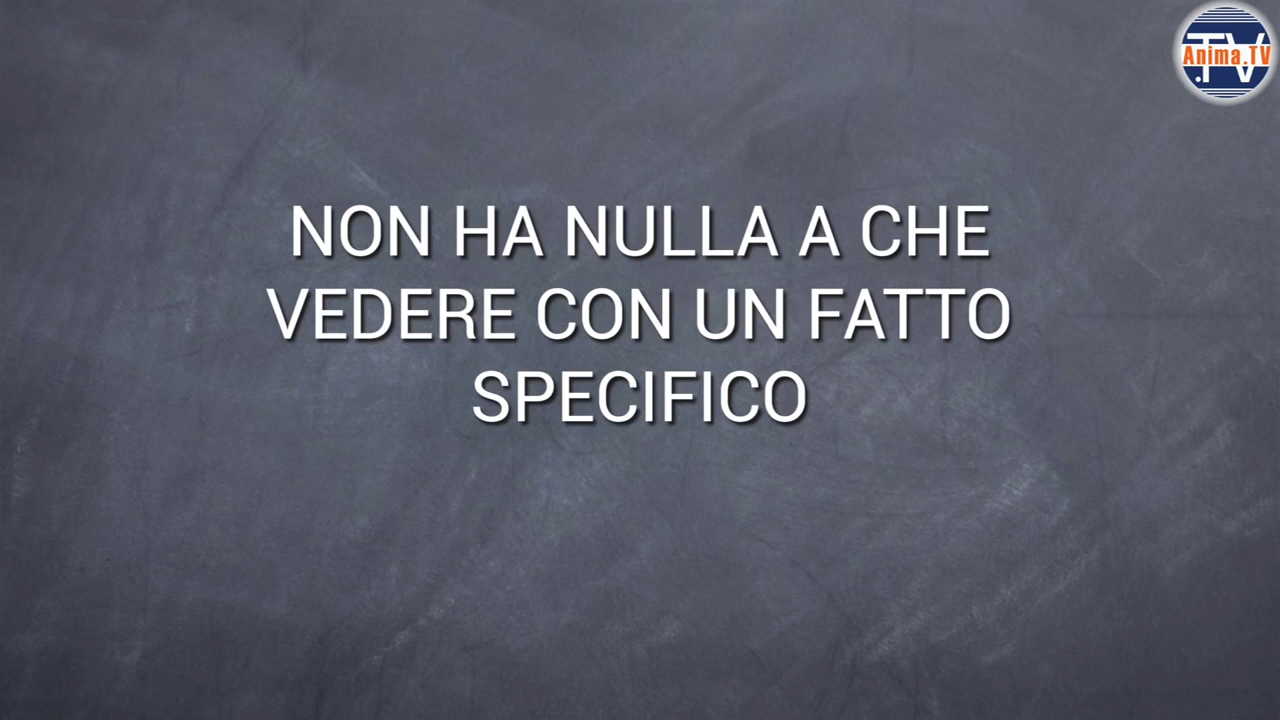 Anima.TV
NON HA NULLA A CHE
VEDERE CON UN FATTO
SPECIFICO